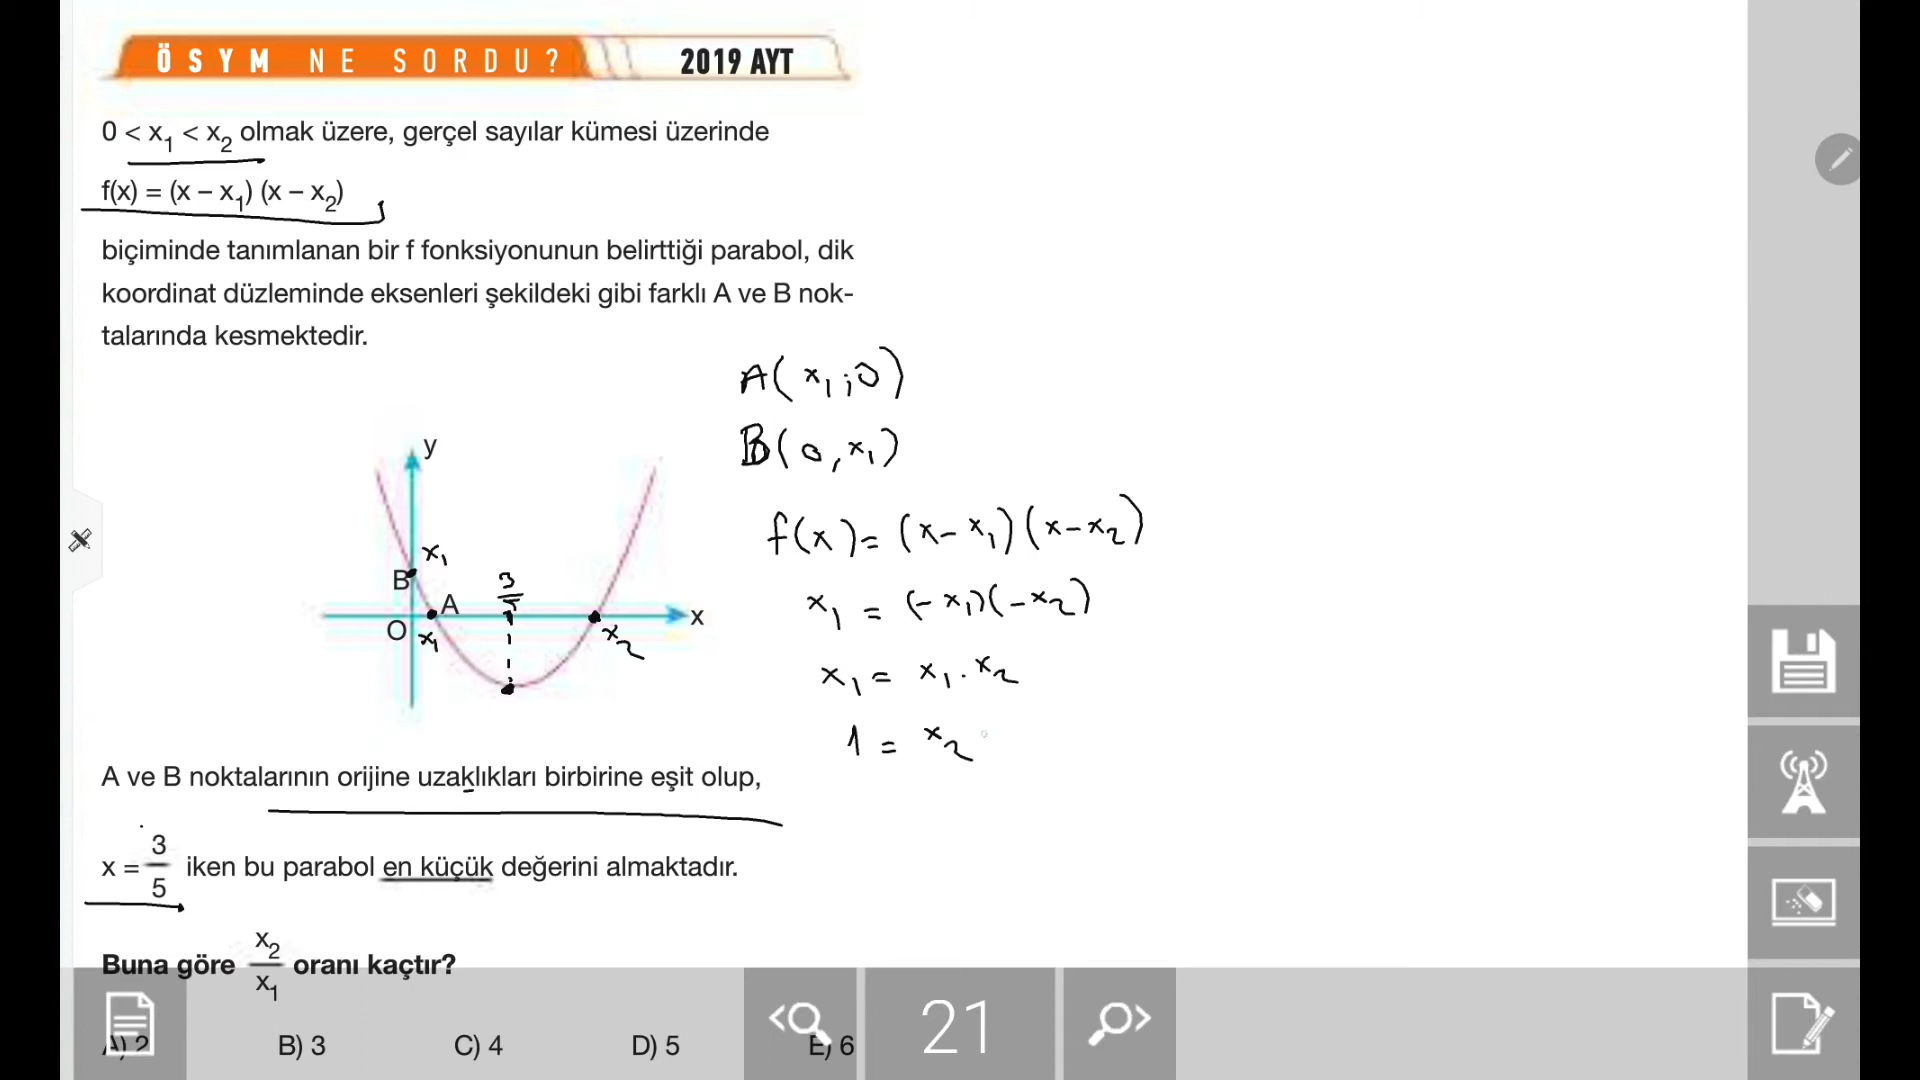 ÖSYM NE SORDU? 2019 AYT
0 < x₁ < x₂ olmak üzere, gerçel sayılar kümesi üzerinde
f(x) = (x – x₁) (x – x₂)
biçiminde tanımlanan bir f fonksiyonunun belirttiği parabol, dik
koordinat düzleminde eksenleri şekildeki gibi farklı A ve B nok-
talarında kesmektedir.
A(x₁;0)
B(0,x₁)
f(x)=(x-x₁)(x-x₂)
x₁ = (-x₁)(-x₂)
x₁ = x₁.x₂
1 = x₂
y
x₁
B
3/5
A
x
O
x₁
x₂
A ve B noktalarının orijine uzaklıkları birbirine eşit olup,
x = 3/5 iken bu parabol en küçük değerini almaktadır.
Buna göre x₂/x₁ oranı kaçtır?
A) 2 B) 3 C) 4 D) 5 E) 6
21